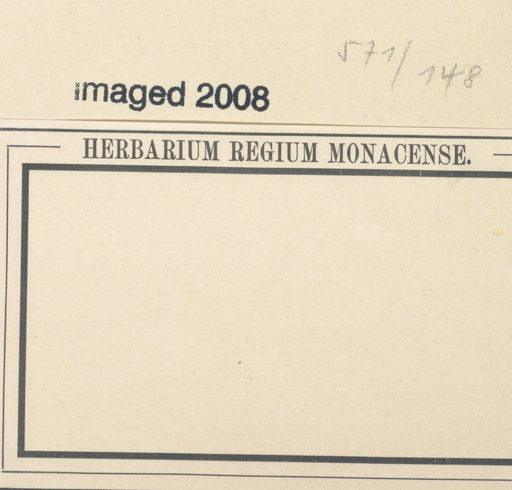 571/148
imaged 2008
HERBARIUM REGIUM MONACENSE.